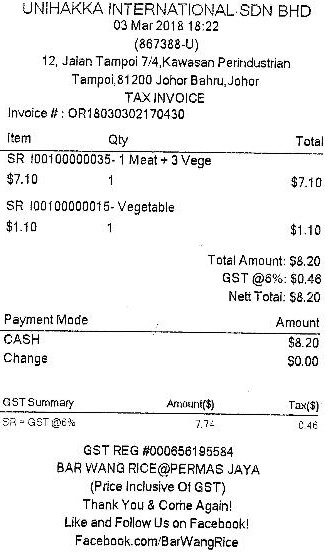 UNIHAKKA INTERNATIONAL SDN BHD
03 Mar 2018 18:22
(867388-U)
12, Jalan Tampoi 7/4,Kawasan Perindustrian
Tampoi,81200 Johor Bahru,Johor
TAX INVOICE
Invoice # : OR18030302170430
Item Qty Total
SR I00100000035- 1 Meat + 3 Vege
$7.10 1 $7.10
SR I00100000015- Vegetable
$1.10 1 $1.10
Total Amount: $8.20
GST @6%: $0.46
Nett Total: $8.20
Payment Mode Amount
CASH $8.20
Change $0.00
GST Summary Amount($) Tax($)
SR = GST @6% 7.74 0.46
GST REG #000656195584
BAR WANG RICE@PERMAS JAYA
(Price Inclusive Of GST)
Thank You & Come Again!
Like and Follow Us on Facebook!
Facebook.com/BarWangRice